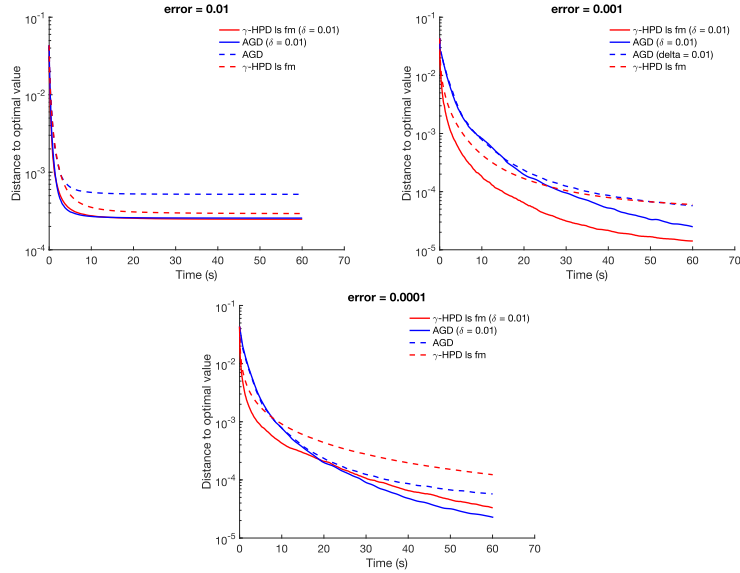 error = 0.01
10^-1
10^-1
10^-2
10^-3
10^-4
0
10
20
30
40
50
60
70
Time (s)
Distance to optimal value
γ-HPD ls fm (δ = 0.01)
AGD (δ = 0.01)
AGD
γ-HPD ls fm
error = 0.001
10^-1
10^-2
10^-3
10^-4
10^-5
0
10
20
30
40
50
60
70
Time (s)
Distance to optimal value
γ-HPD ls fm (δ = 0.01)
AGD (δ = 0.01)
AGD (delta = 0.01)
γ-HPD ls fm
error = 0.0001
10^-1
10^-2
10^-3
10^-4
10^-5
0
10
20
30
40
50
60
70
Time (s)
Distance to optimal value
γ-HPD ls fm (δ = 0.01)
AGD (δ = 0.01)
AGD
γ-HPD ls fm